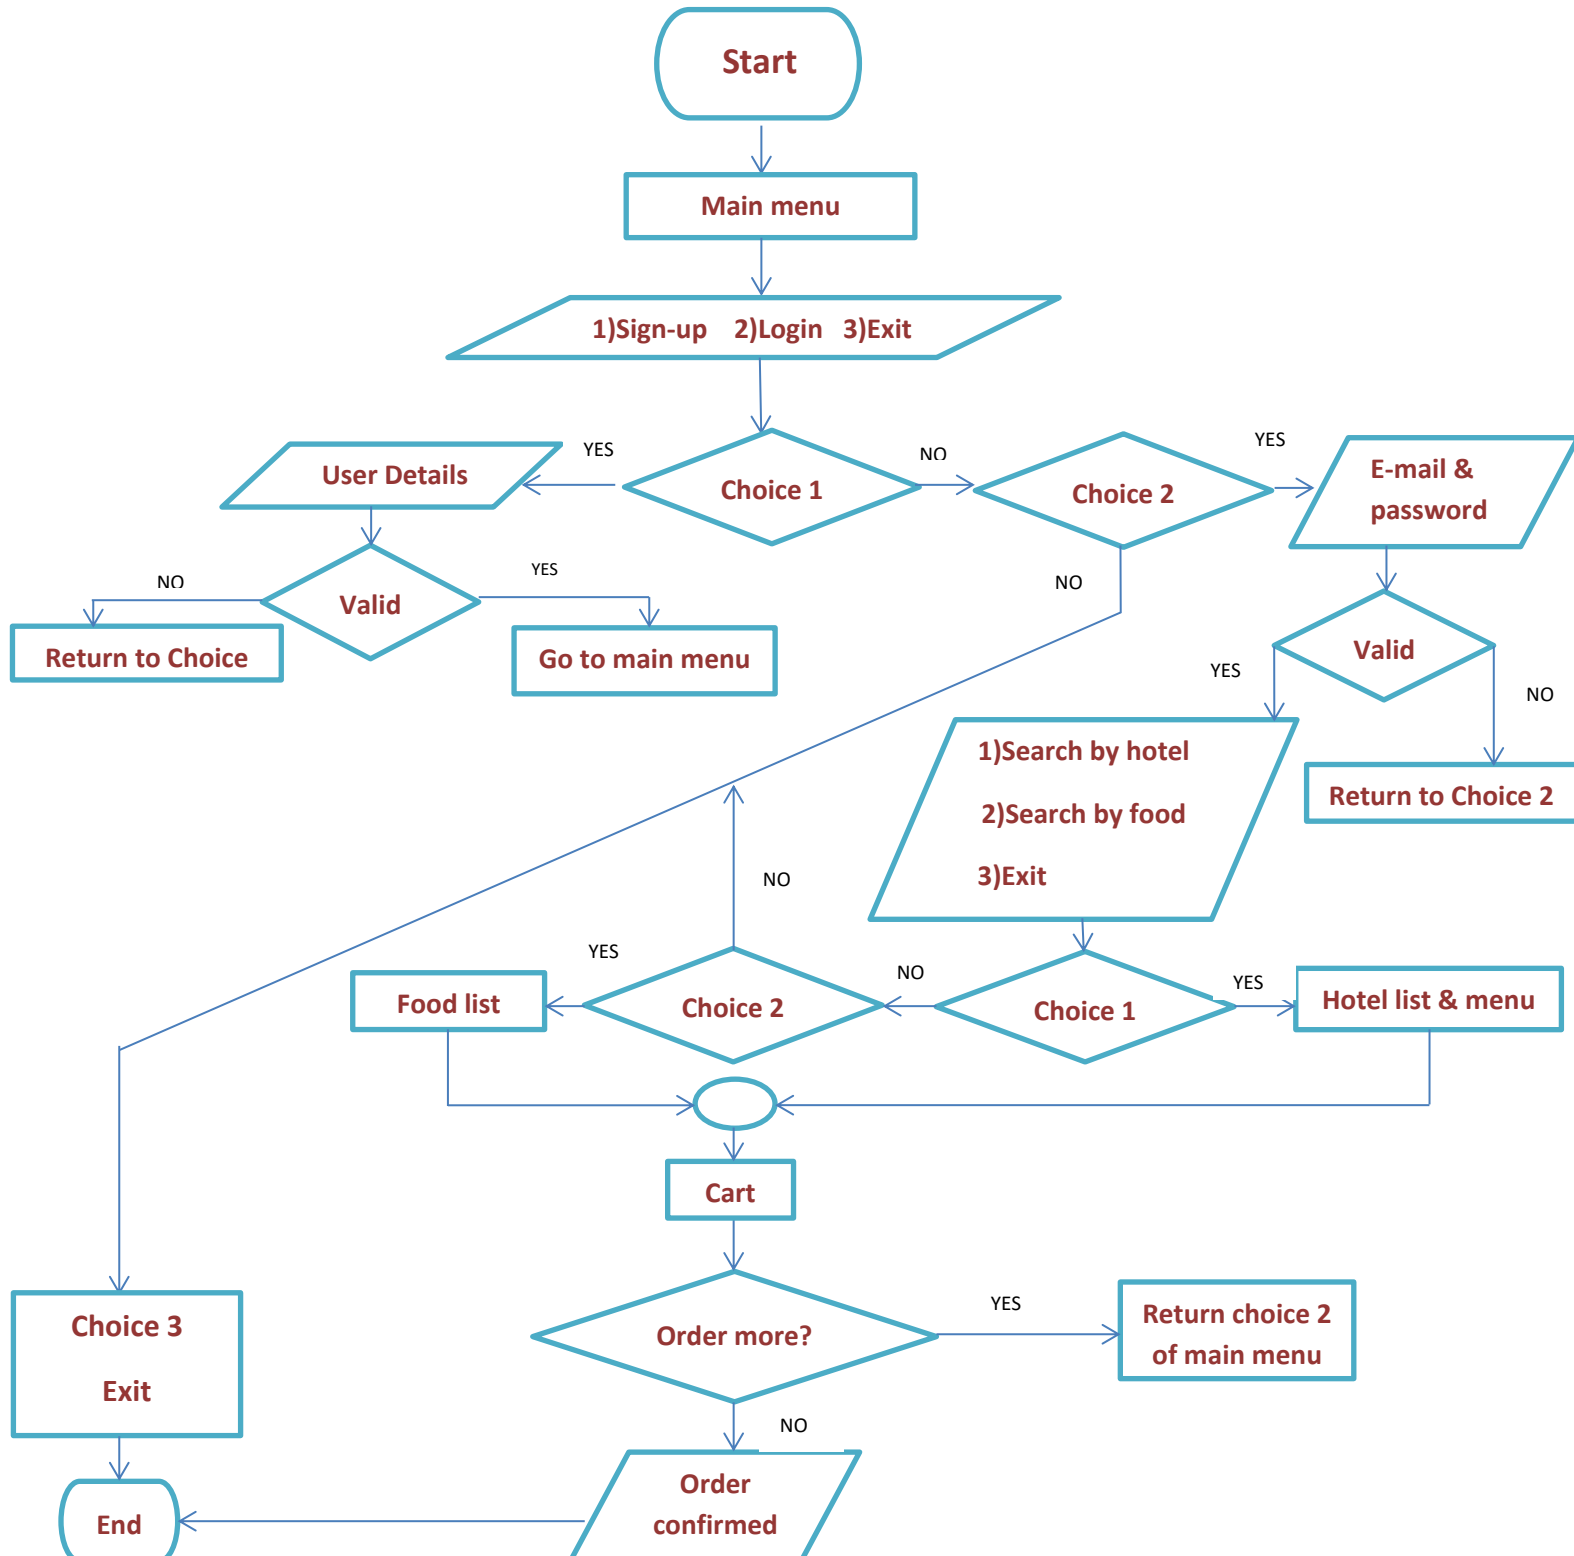 Start
Main menu
1)Sign-up 2)Login 3)Exit
YES
NO
YES
User Details
Choice 1
Choice 2
E-mail &
password
NO
YES
NO
Valid
Valid
Return to Choice
Go to main menu
YES
NO
1)Search by hotel
2)Search by food
3)Exit
Return to Choice 2
NO
YES
NO
YES
Food list
Choice 2
Choice 1
Hotel list & menu
Cart
Order more?
YES
Return choice 2
of main menu
Choice 3
Exit
NO
Order
confirmed
End